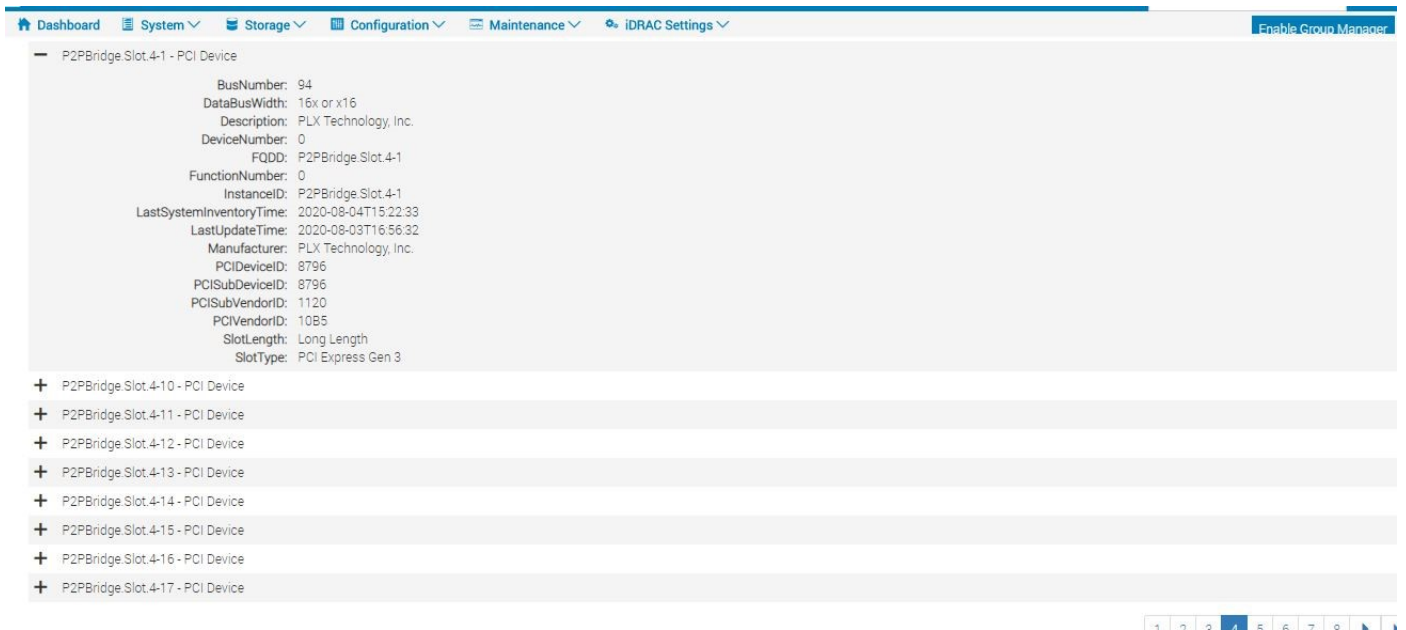 Dashboard System Storage Configuration Maintenance iDRAC Settings Enable Group Manager
P2PBridge.Slot.4-1 - PCI Device
BusNumber: 94
DataBusWidth: 16x or x16
Description: PLX Technology, Inc.
DeviceNumber: 0
FQDD: P2PBridge.Slot.4-1
FunctionNumber: 0
InstanceID: P2PBridge.Slot.4-1
LastSystemInventoryTime: 2020-08-04T15:22:33
LastUpdateTime: 2020-08-03T16:56:32
Manufacturer: PLX Technology, Inc.
PCIDeviceID: 8796
PCISubDeviceID: 8796
PCISubVendorID: 1120
PCIVendorID: 10B5
SlotLength: Long Length
SlotType: PCI Express Gen 3
P2PBridge.Slot.4-10 - PCI Device
P2PBridge.Slot.4-11 - PCI Device
P2PBridge.Slot.4-12 - PCI Device
P2PBridge.Slot.4-13 - PCI Device
P2PBridge.Slot.4-14 - PCI Device
P2PBridge.Slot.4-15 - PCI Device
P2PBridge.Slot.4-16 - PCI Device
P2PBridge.Slot.4-17 - PCI Device
1 2 3 4 5 6 7 8